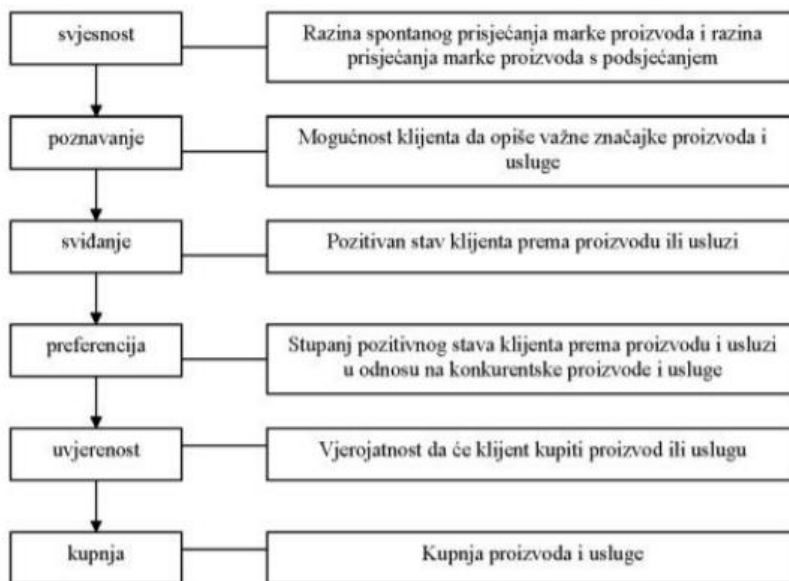 svjesnost
Razina spontanog prisjećanja marke proizvoda i razina
prisjećanja marke proizvoda s podsjećanjem
poznavanje
Mogućnost klijenta da opiše važne značajke proizvoda i
usluge
sviđanje
Pozitivan stav klijenta prema proizvodu ili usluzi
preferencija
Stupanj pozitivnog stava klijenta prema proizvodu i usluzi
u odnosu na konkurentske proizvode i usluge
uvjerenost
Vjerojatnost da će klijent kupiti proizvod ili uslugu
kupnja
Kupnja proizvoda i usluge